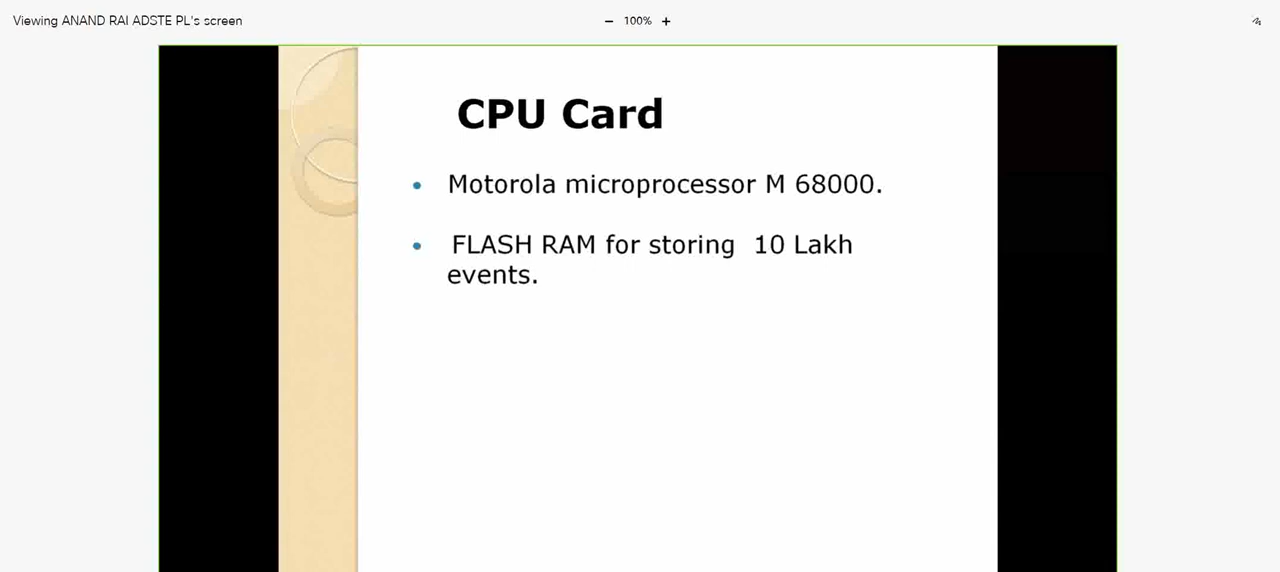 Viewing ANAND RAI ADSTE PL's screen
− 100% +
CPU Card
• Motorola microprocessor M 68000.
• FLASH RAM for storing  10 Lakh
events.